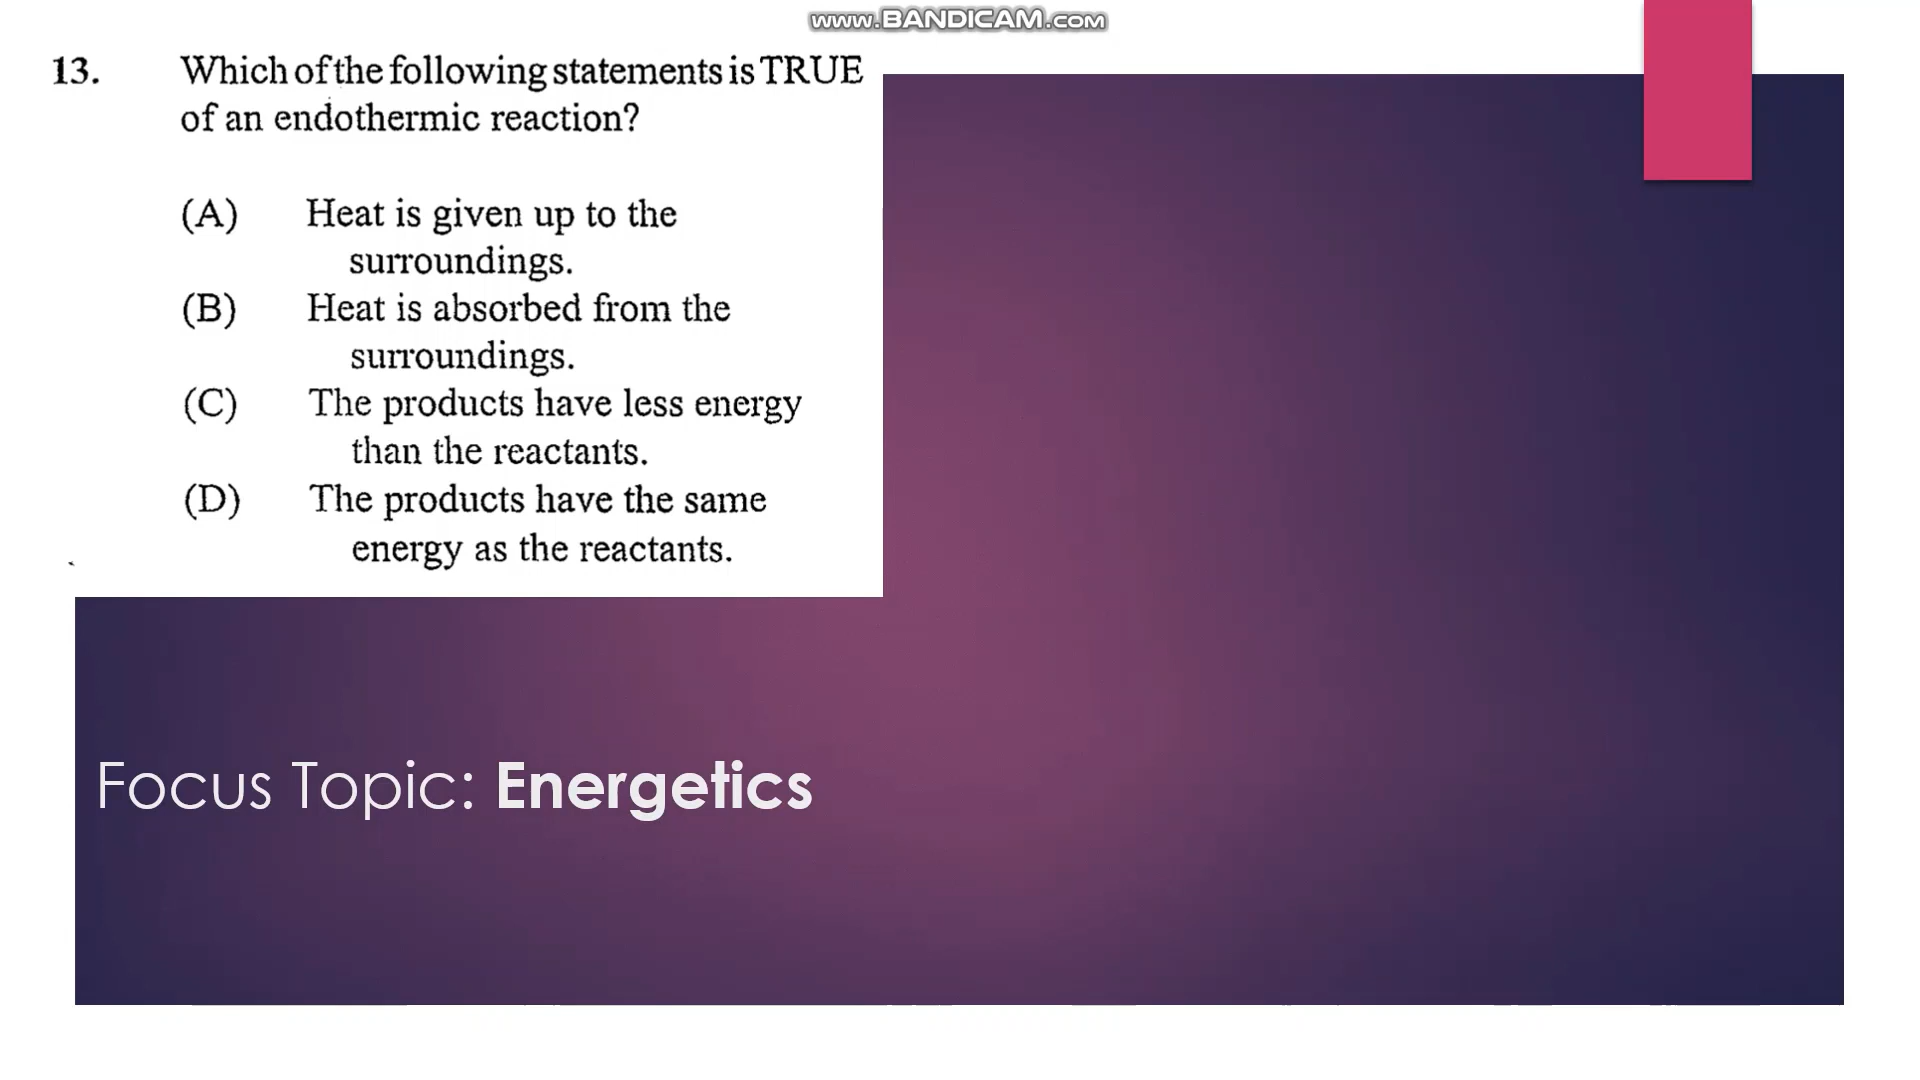 www.BANDICAM.com
13. Which of the following statements is TRUE
of an endothermic reaction?
(A) Heat is given up to the
surroundings.
(B) Heat is absorbed from the
surroundings.
(C) The products have less energy
than the reactants.
(D) The products have the same
energy as the reactants.
Focus Topic: Energetics